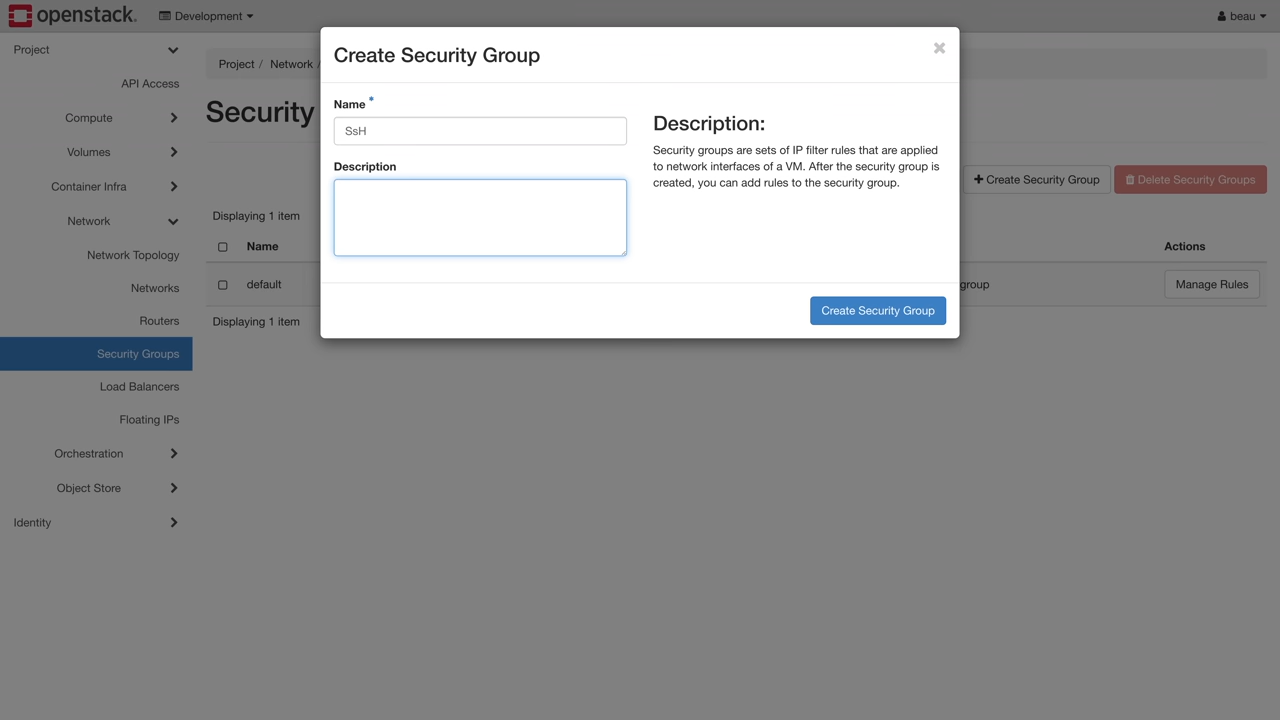 openstack.
Development
beau
Project
API Access
Compute
Volumes
Container Infra
Network
Network Topology
Networks
Routers
Security Groups
Load Balancers
Floating IPs
Orchestration
Object Store
Identity
Project / Network /
Security
Create Security Group
Delete Security Groups
Displaying 1 item
Name
Actions
default
group
Manage Rules
Displaying 1 item
Create Security Group
Name *
SsH
Description
Description:
Security groups are sets of IP filter rules that are applied
to network interfaces of a VM. After the security group is
created, you can add rules to the security group.
Create Security Group